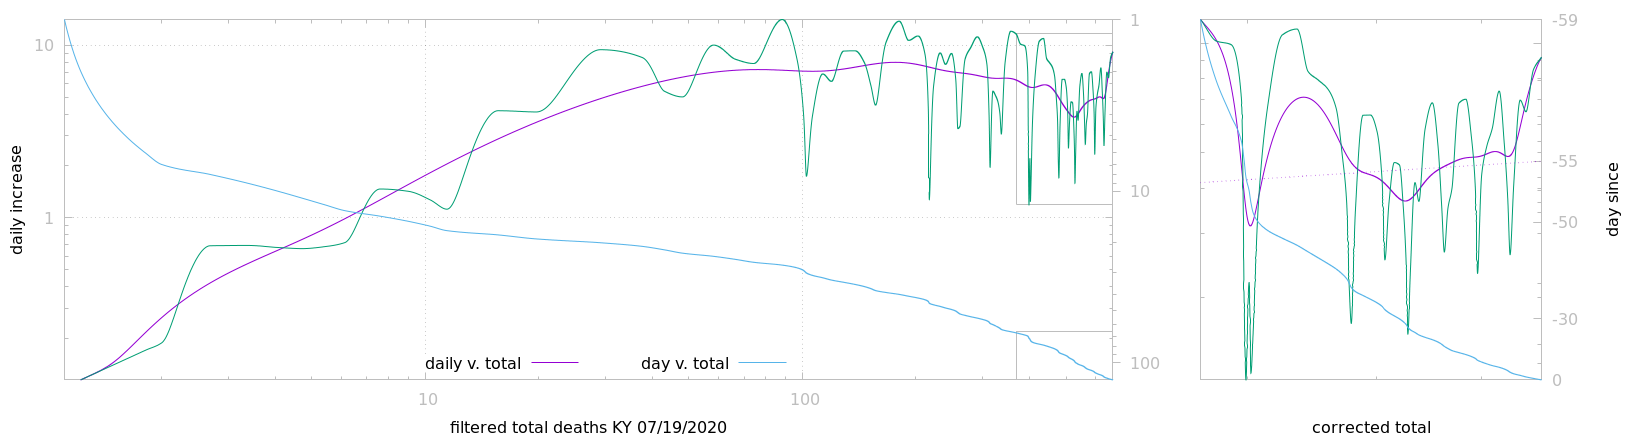 10
1
daily increase
1
10
100
daily v. total
day v. total
10
100
filtered total deaths KY 07/19/2020
-59
-55
-50
-30
0
day since
corrected total